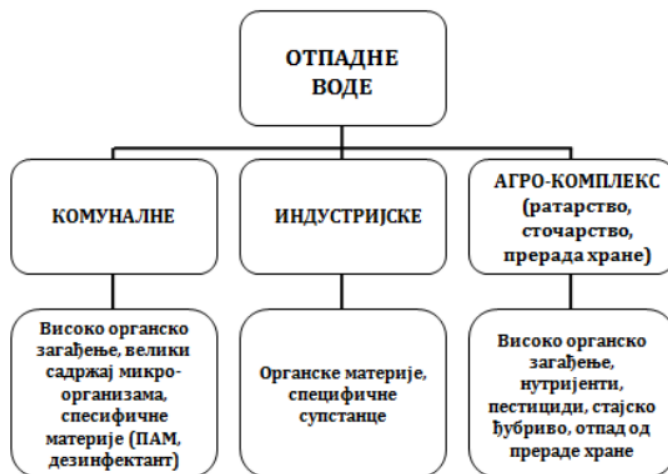 ОТПАДНЕ
ВОДЕ
КОМУНАЛНЕ
ИНДУСТРИЈСКЕ
АГРО-КОМПЛЕКС
(ратарство,
сточарство,
прерада хране)
Високо органско
загађење, велики
садржај микро-
организама,
спесифичне
материје (ПАМ,
дезинфектант)
Органске материје,
специфичне
супстанце
Високо органско
загађење,
нутријенти,
пестициди, стајско
ђубриво, отпад од
прераде хране